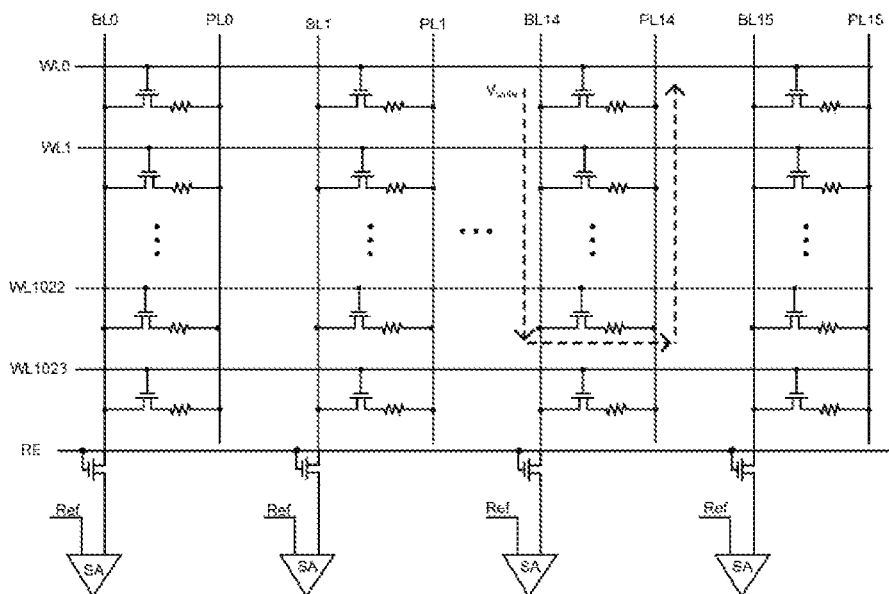 BL0 PL0 BL1 PL1 BL14 PL14 BL15 PL15
WL0
Vwrite
WL1
WL1022
WL1023
RE
Ref Ref Ref Ref
SA SA SA SA